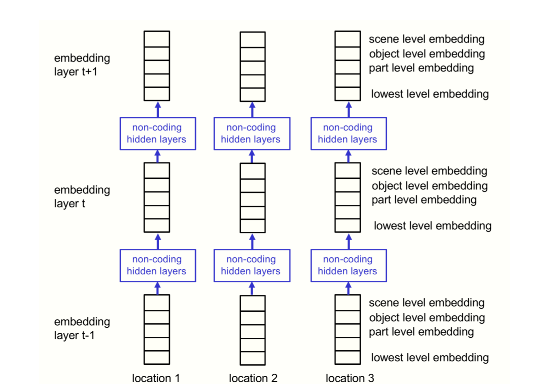 scene level embedding
object level embedding
part level embedding
lowest level embedding
embedding
layer t+1
non-coding
hidden layers
non-coding
hidden layers
non-coding
hidden layers
scene level embedding
object level embedding
part level embedding
lowest level embedding
embedding
layer t
non-coding
hidden layers
non-coding
hidden layers
non-coding
hidden layers
scene level embedding
object level embedding
part level embedding
lowest level embedding
embedding
layer t-1
location 1
location 2
location 3